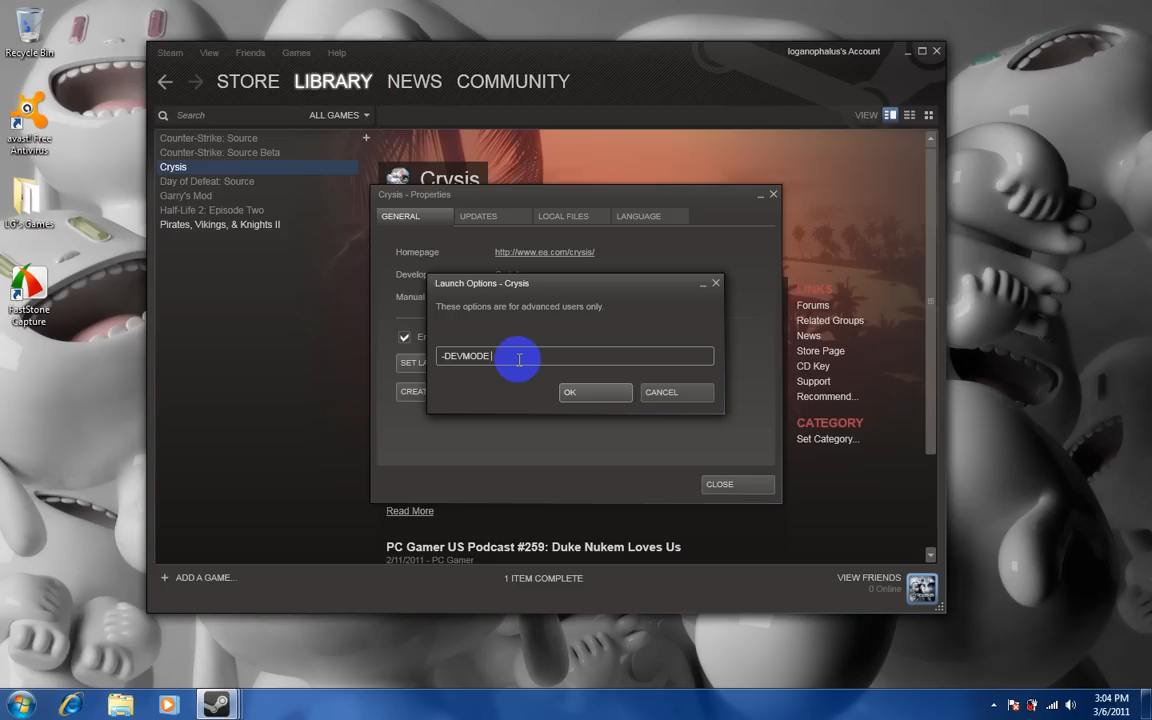 Recycle Bin
avast! Free
Antivirus
LG's Games
FastStone
Capture
Steam View Friends Games Help
loganophalus's Account
STORE LIBRARY NEWS COMMUNITY
Search
ALL GAMES
VIEW
Counter-Strike: Source
Counter-Strike: Source Beta
Crysis
Day of Defeat: Source
Garry's Mod
Half-Life 2: Episode Two
Pirates, Vikings, & Knights II
Crysis
Crysis - Properties
GENERAL UPDATES LOCAL FILES LANGUAGE
Homepage http://www.ea.com/crysis/
Develop
Manual
En
SET LA
CREAT
Launch Options - Crysis
These options are for advanced users only.
-DEVMODE
OK CANCEL
CLOSE
LINKS
Forums
Related Groups
News
Store Page
CD Key
Support
Recommend...
CATEGORY
Set Category...
Read More
PC Gamer US Podcast #259: Duke Nukem Loves Us
2/11/2011 - PC Gamer
+ ADD A GAME...
1 ITEM COMPLETE
VIEW FRIENDS
0 Online
3:04 PM
3/6/2011